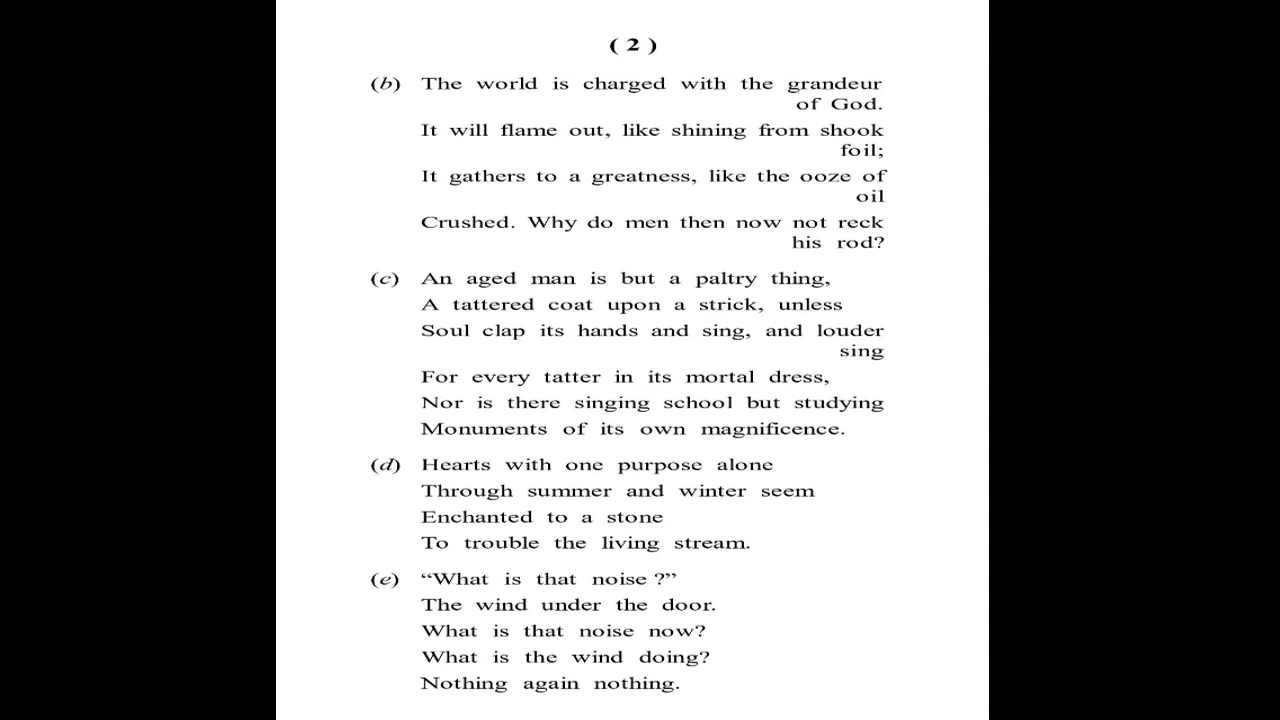 ( 2 )
(b) The world is charged with the grandeur
of God.
It will flame out, like shining from shook
foil;
It gathers to a greatness, like the ooze of
oil
Crushed. Why do men then now not reck
his rod?
(c) An aged man is but a paltry thing,
A tattered coat upon a strick, unless
Soul clap its hands and sing, and louder
sing
For every tatter in its mortal dress,
Nor is there singing school but studying
Monuments of its own magnificence.
(d) Hearts with one purpose alone
Through summer and winter seem
Enchanted to a stone
To trouble the living stream.
(e) “What is that noise ?”
The wind under the door.
What is that noise now?
What is the wind doing?
Nothing again nothing.